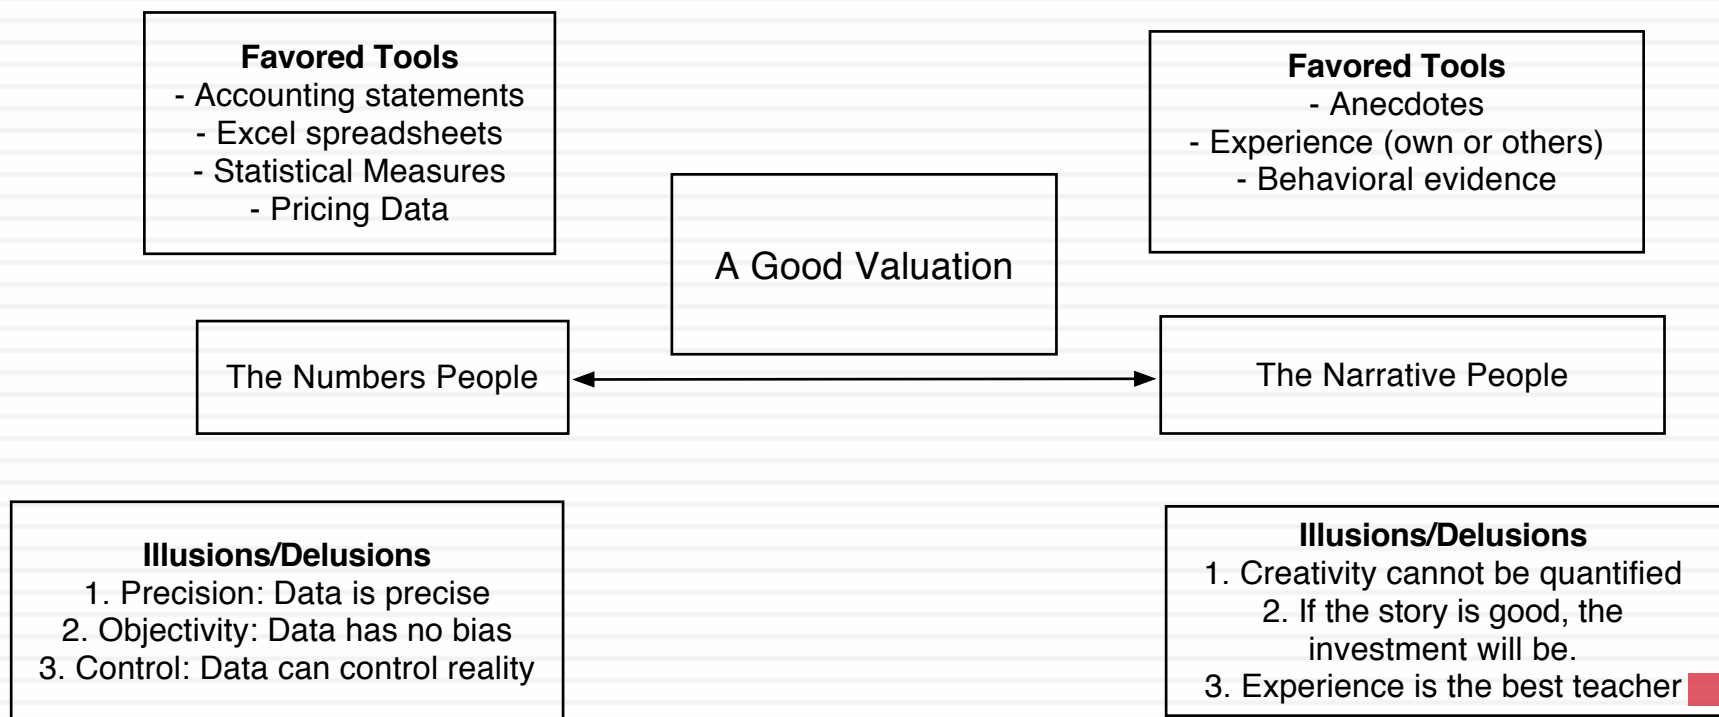 Favored Tools
- Accounting statements
- Excel spreadsheets
- Statistical Measures
- Pricing Data
Favored Tools
- Anecdotes
- Experience (own or others)
- Behavioral evidence
A Good Valuation
The Numbers People
The Narrative People
Illusions/Delusions
1. Precision: Data is precise
2. Objectivity: Data has no bias
3. Control: Data can control reality
Illusions/Delusions
1. Creativity cannot be quantified
2. If the story is good, the
investment will be.
3. Experience is the best teacher